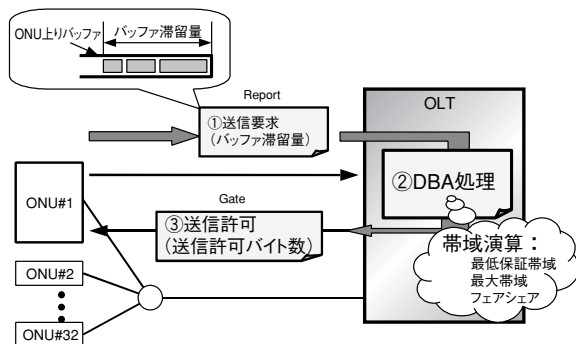 ONU上りバッファ
バッファ滞留量
Report
OLT
①送信要求
(バッファ滞留量)
②DBA処理
ONU#1
Gate
③送信許可
(送信許可バイト数)
帯域演算：
最低保証帯域
最大帯域
フェアシェア
ONU#2
ONU#32